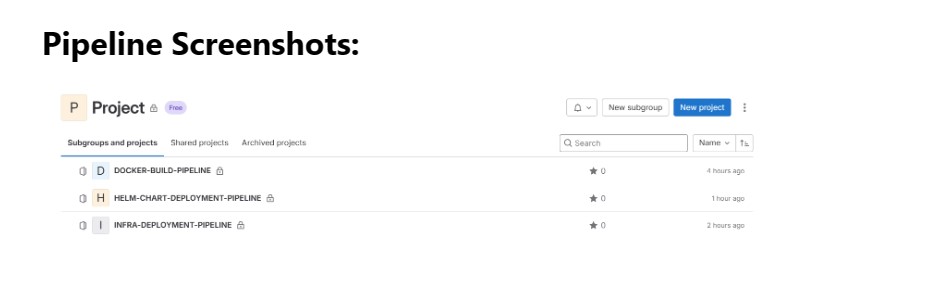 Pipeline Screenshots:
P Project Free New subgroup New project
Subgroups and projects Shared projects Archived projects Search Name
D DOCKER-BUILD-PIPELINE 0 4 hours ago
H HELM-CHART-DEPLOYMENT-PIPELINE 0 1 hour ago
I INFRA-DEPLOYMENT-PIPELINE 0 2 hours ago